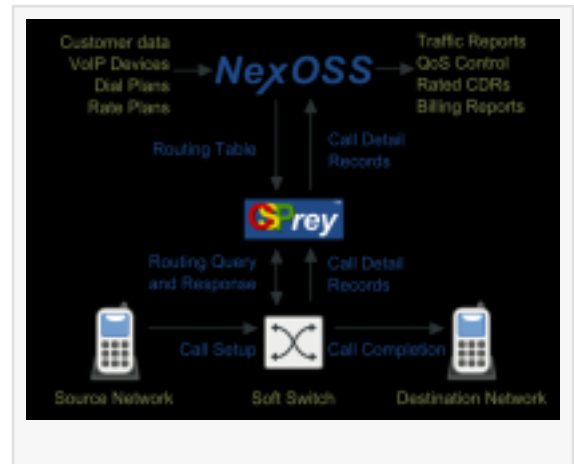 Customer data
VoIP Devices
Dial Plans
Rate Plans
NexOSS
Traffic Reports
QoS Control
Rated CDRs
Billing Reports
Routing Table
Call Detail
Records
OSPrey
Routing Query
and Response
Call Detail
Records
Call Setup
Call Completion
Source Network
Soft Switch
Destination Network